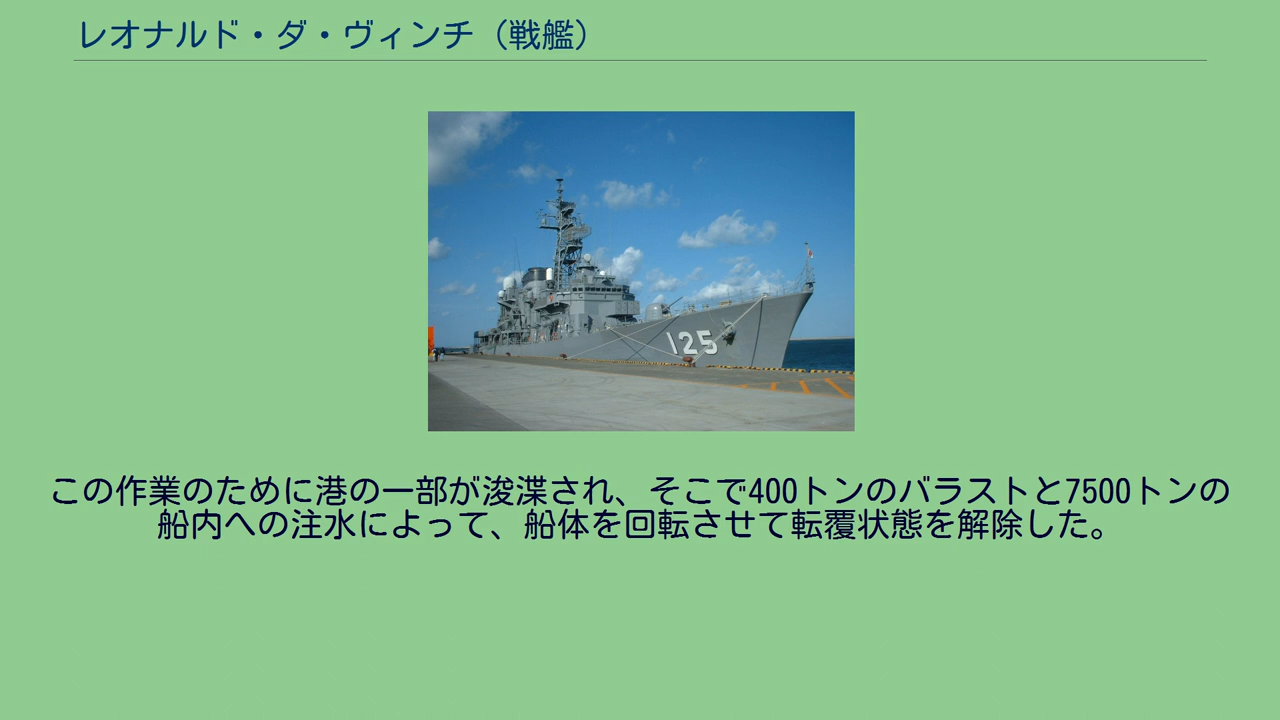 レオナルド・ダ・ヴィンチ（戦艦）
125
この作業のために港の一部が浚渫され、そこで400トンのバラストと7500トンの
船内への注水によって、船体を回転させて転覆状態を解除した。